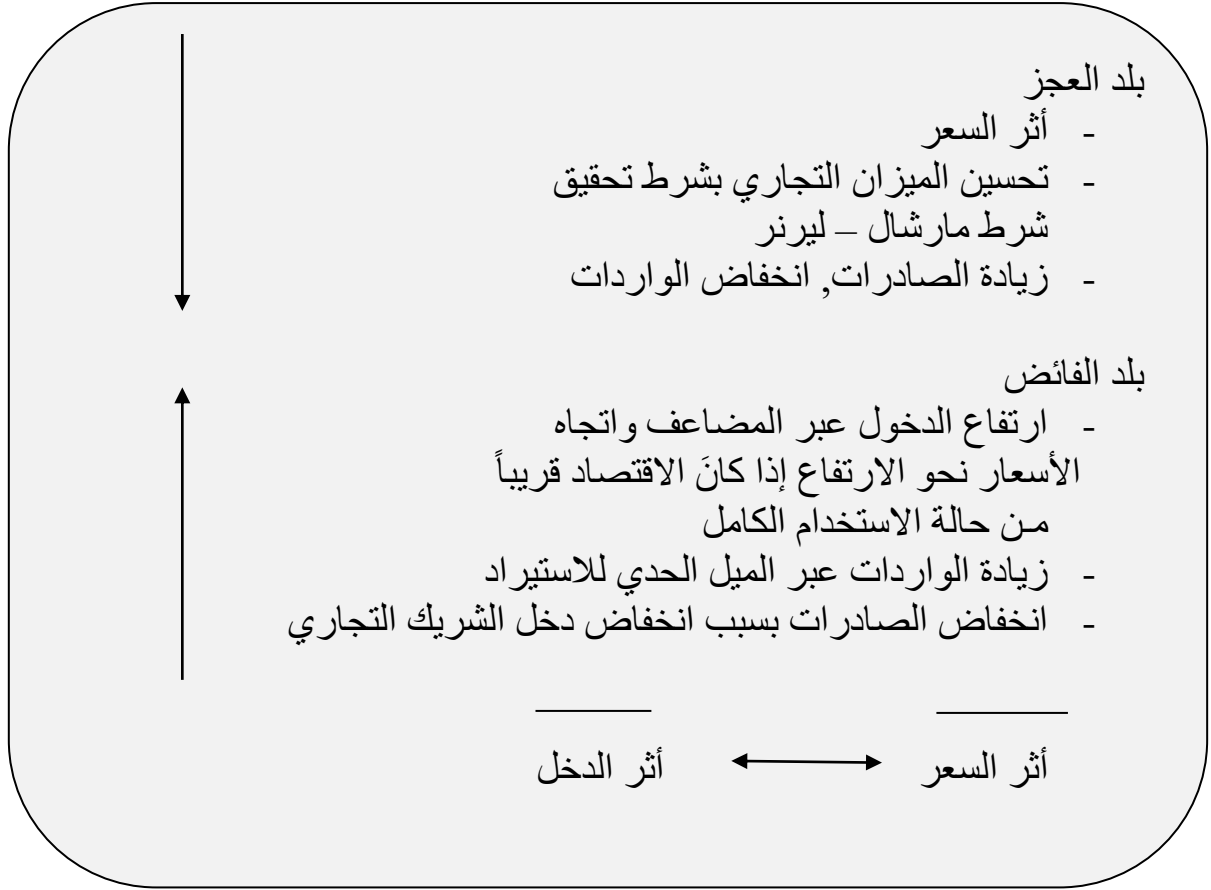 بلد العجز
- أثر السعر
- تحسين الميزان التجاري بشرط تحقيق
شرط مارشال – ليرنر
- زيادة الصادرات, انخفاض الواردات
بلد الفائض
- ارتفاع الدخول عبر المضاعف واتجاه
الأسعار نحو الارتفاع إذا كانَ الاقتصاد قريباً
من حالة الاستخدام الكامل
- زيادة الواردات عبر الميل الحدي للاستيراد
- انخفاض الصادرات بسبب انخفاض دخل الشريك التجاري
أثر السعر أثر الدخل